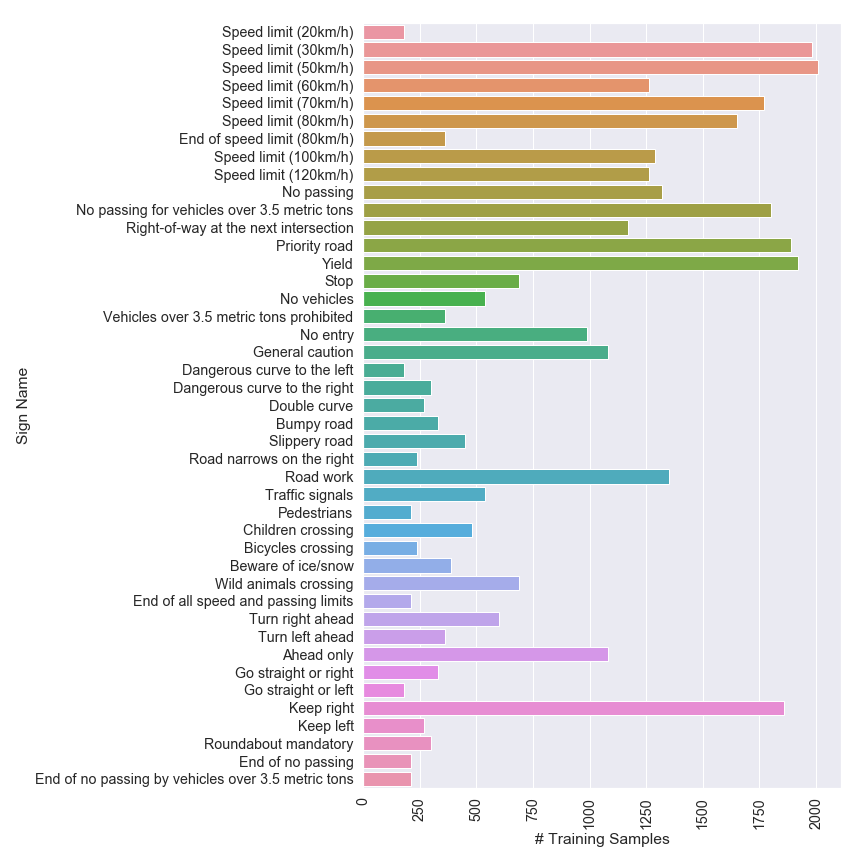 Speed limit (20km/h)
Speed limit (30km/h)
Speed limit (50km/h)
Speed limit (60km/h)
Speed limit (70km/h)
Speed limit (80km/h)
End of speed limit (80km/h)
Speed limit (100km/h)
Speed limit (120km/h)
No passing
No passing for vehicles over 3.5 metric tons
Right-of-way at the next intersection
Priority road
Yield
Stop
No vehicles
Vehicles over 3.5 metric tons prohibited
No entry
General caution
Dangerous curve to the left
Dangerous curve to the right
Double curve
Bumpy road
Slippery road
Road narrows on the right
Road work
Traffic signals
Pedestrians
Children crossing
Bicycles crossing
Beware of ice/snow
Wild animals crossing
End of all speed and passing limits
Turn right ahead
Turn left ahead
Ahead only
Go straight or right
Go straight or left
Keep right
Keep left
Roundabout mandatory
End of no passing
End of no passing by vehicles over 3.5 metric tons
Sign Name
0
250
500
750
1000
1250
1500
1750
2000
# Training Samples